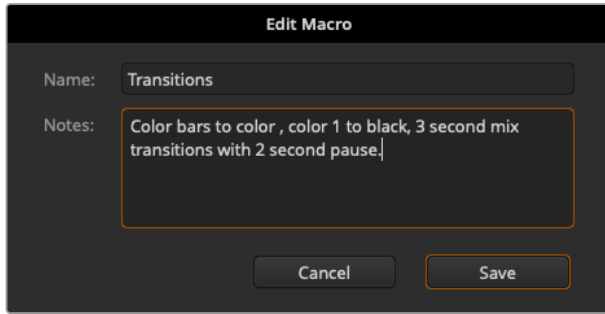 Edit Macro
Name: Transitions
Notes: Color bars to color , color 1 to black, 3 second mix
transitions with 2 second pause.
Cancel Save